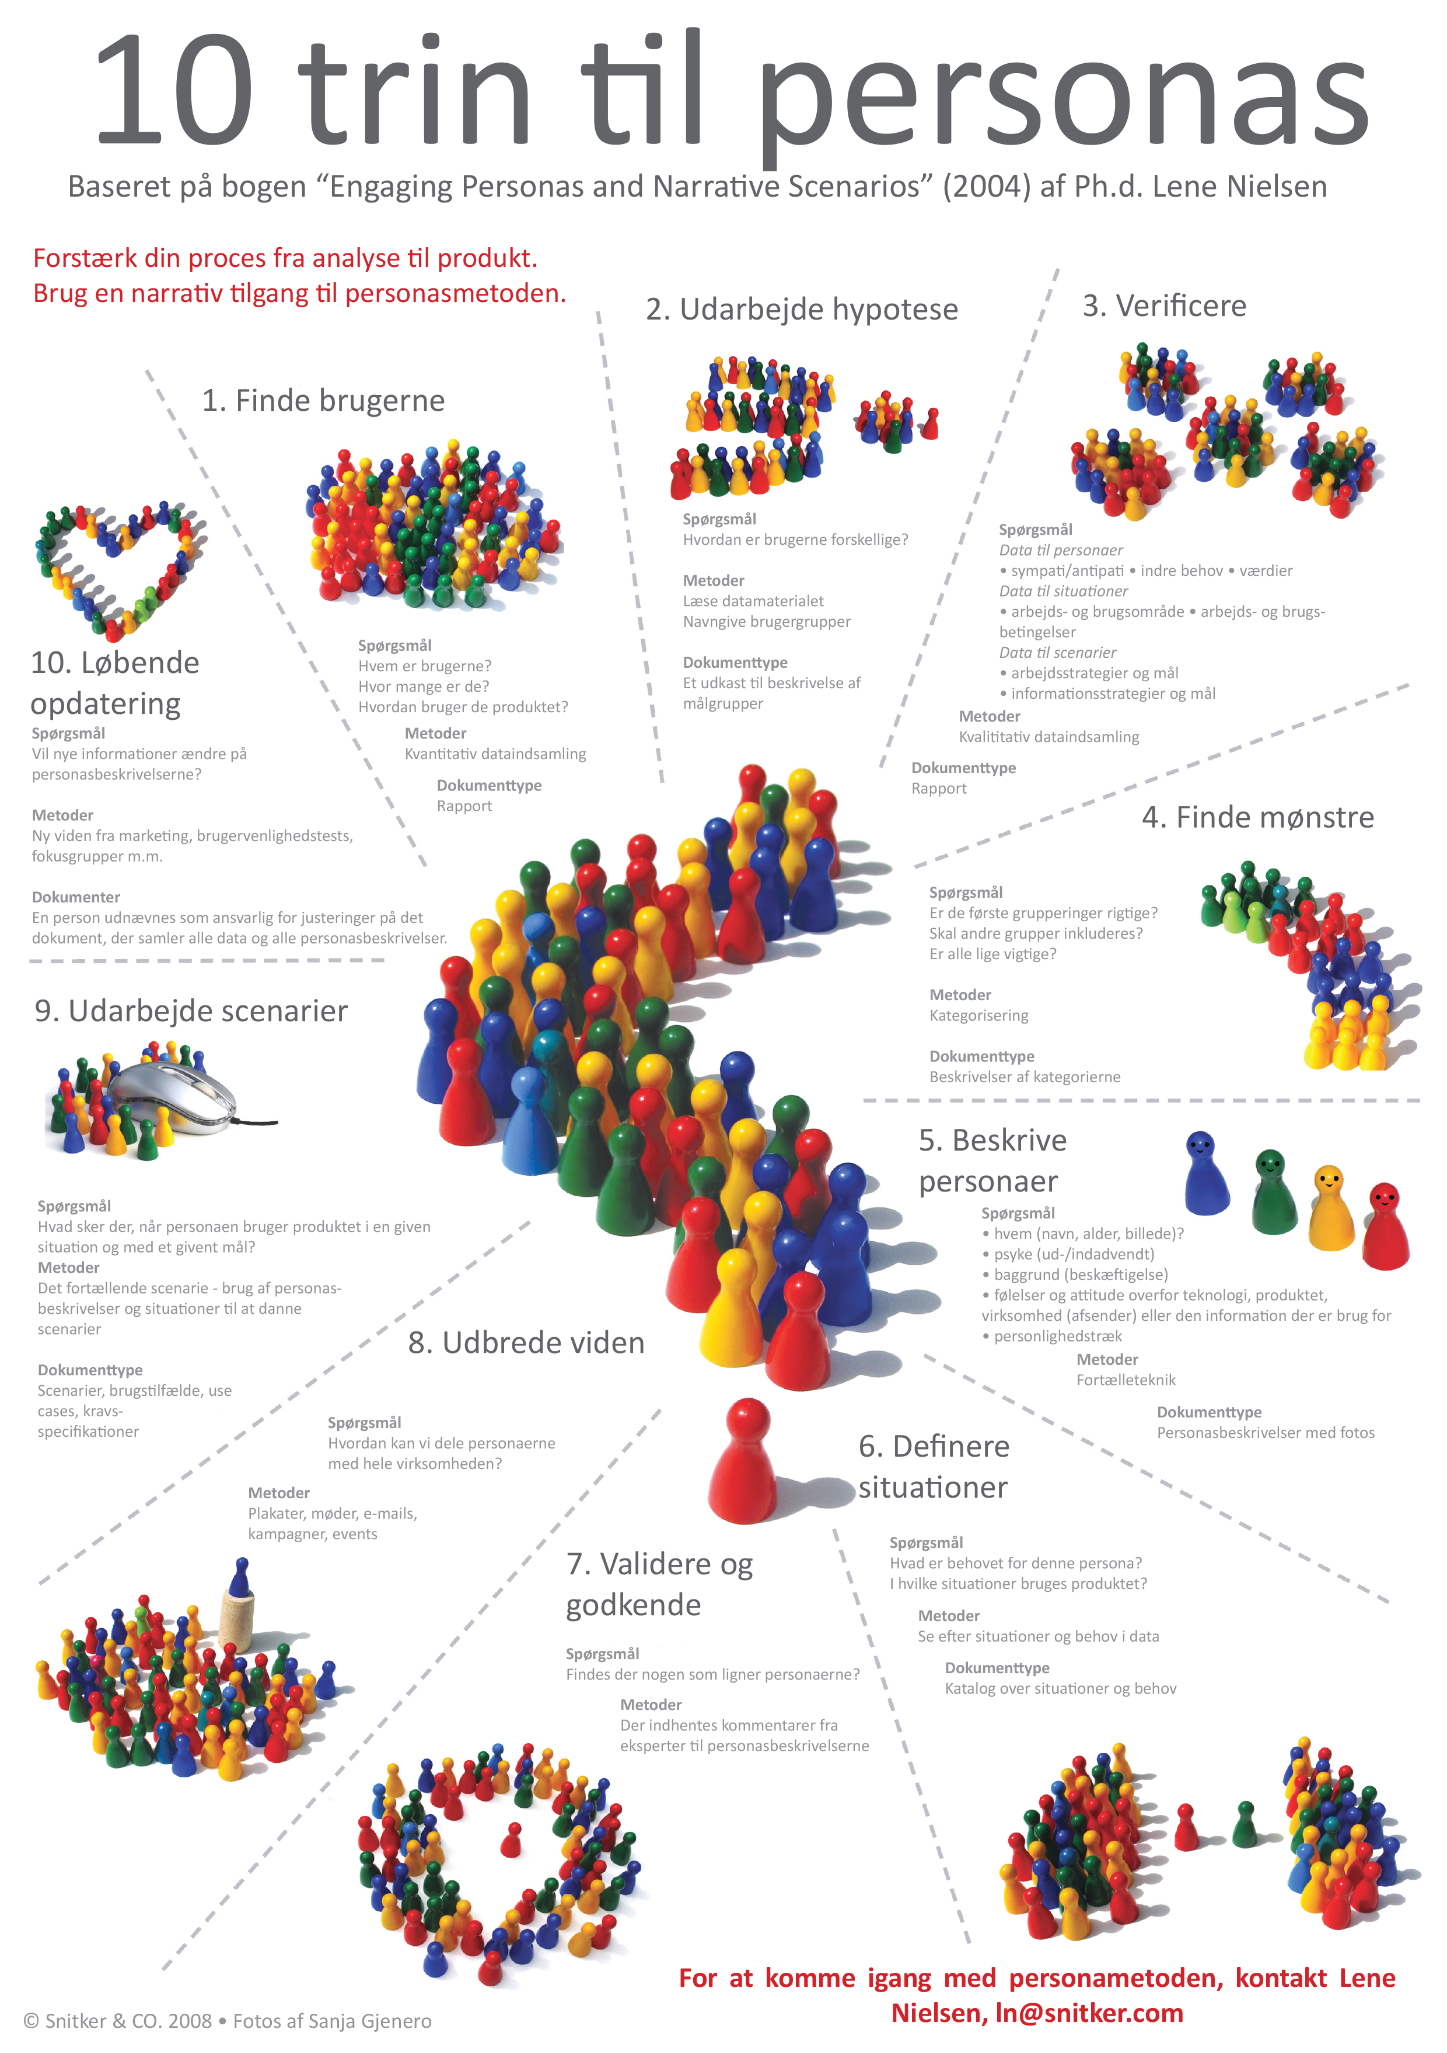 10 trin til personas
Baseret på bogen “Engaging Personas and Narrative Scenarios” (2004) af Ph.d. Lene Nielsen
Forstærk din proces fra analyse til produkt.
Brug en narrativ tilgang til personasmetoden.
1. Finde brugerne
Spørgsmål
Hvem er brugerne?
Hvor mange er de?
Hvordan bruger de produktet?
Metoder
Kvantitativ dataindsamling
Dokumenttype
Rapport
2. Udarbejde hypotese
Spørgsmål
Hvordan er brugerne forskellige?
Metoder
Læse datamaterialet
Navngive brugergrupper
Dokumenttype
Et udkast til beskrivelse af
målgrupper
3. Verificere
Spørgsmål
Data til personaer
• sympati/antipati • indre behov • værdier
Data til situationer
• arbejds- og brugsområde • arbejds- og brugs-
betingelser
Data til scenarier
• arbejdsstrategier og mål
• informationsstrategier og mål
Metoder
Kvalititativ dataindsamling
Dokumenttype
Rapport
4. Finde mønstre
Spørgsmål
Er de første grupperinger rigtige?
Skal andre grupper inkluderes?
Er alle lige vigtige?
Metoder
Kategorisering
Dokumenttype
Beskrivelser af kategorierne
5. Beskrive
personaer
Spørgsmål
• hvem (navn, alder, billede)?
• psyke (ud-/indadvendt)
• baggrund (beskæftigelse)
• følelser og attitude overfor teknologi, produktet,
virksomhed (afsender) eller den information der er brug for
• personlighedstræk
Metoder
Fortælleteknik
Dokumenttype
Personasbeskrivelser med fotos
6. Definere
situationer
Spørgsmål
Hvad er behovet for denne persona?
I hvilke situationer bruges produktet?
Metoder
Se efter situationer og behov i data
Dokumenttype
Katalog over situationer og behov
7. Validere og
godkende
Spørgsmål
Findes der nogen som ligner personaerne?
Metoder
Der indhentes kommentarer fra
eksperter til personasbeskrivelserne
8. Udbrede viden
Spørgsmål
Hvordan kan vi dele personaerne
med hele virksomheden?
Metoder
Plakater, møder, e-mails,
kampagner, events
9. Udarbejde scenarier
Spørgsmål
Hvad sker der, når personaen bruger produktet i en given
situation og med et givent mål?
Metoder
Det fortællende scenarie - brug af personas-
beskrivelser og situationer til at danne
scenarier
Dokumenttype
Scenarier, brugstilfælde, use
cases, kravs-
specifikationer
10. Løbende
opdatering
Spørgsmål
Vil nye informationer ændre på
personasbeskrivelserne?
Metoder
Ny viden fra marketing, brugervenlighedstests,
fokusgrupper m.m.
Dokumenter
En person udnævnes som ansvarlig for justeringer på det
dokument, der samler alle data og alle personasbeskrivelser.
For at komme igang med personametoden, kontakt Lene
Nielsen, ln@snitker.com
© Snitker & CO. 2008 • Fotos af Sanja Gjenero